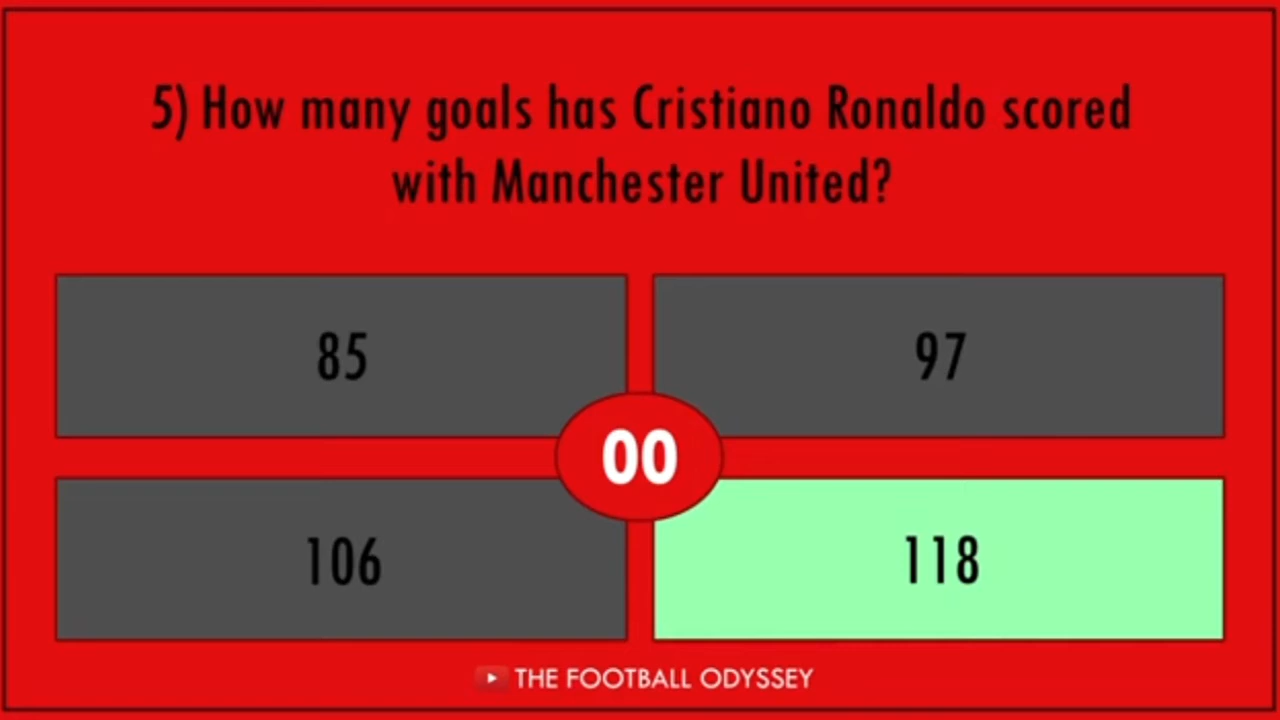 5) How many goals has Cristiano Ronaldo scored
with Manchester United?
85
97
00
106
118
THE FOOTBALL ODYSSEY